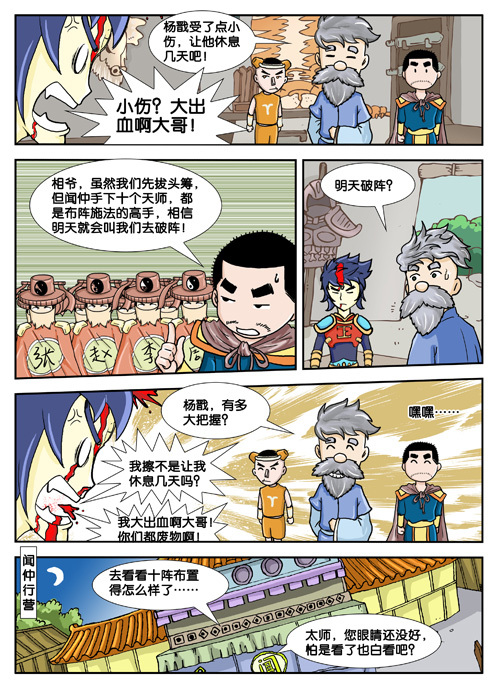 杨戬受了点小
伤，让他休息
几天吧！
小伤？大出
血啊大哥！
相爷，虽然我们先拔头筹，
但闻仲手下十个天师，都
是布阵施法的高手，相信
明天就会叫我们去破阵！
张
赵
李
明天破阵？
杨戬，有多
大把握？
嘿嘿……
我擦不是让我
休息几天吗？
我大出血啊大哥！
你们都废物啊！
闻仲行营
去看看十阵布置
得怎么样了……
太师，您眼睛还没好，
怕是看了也白看吧？